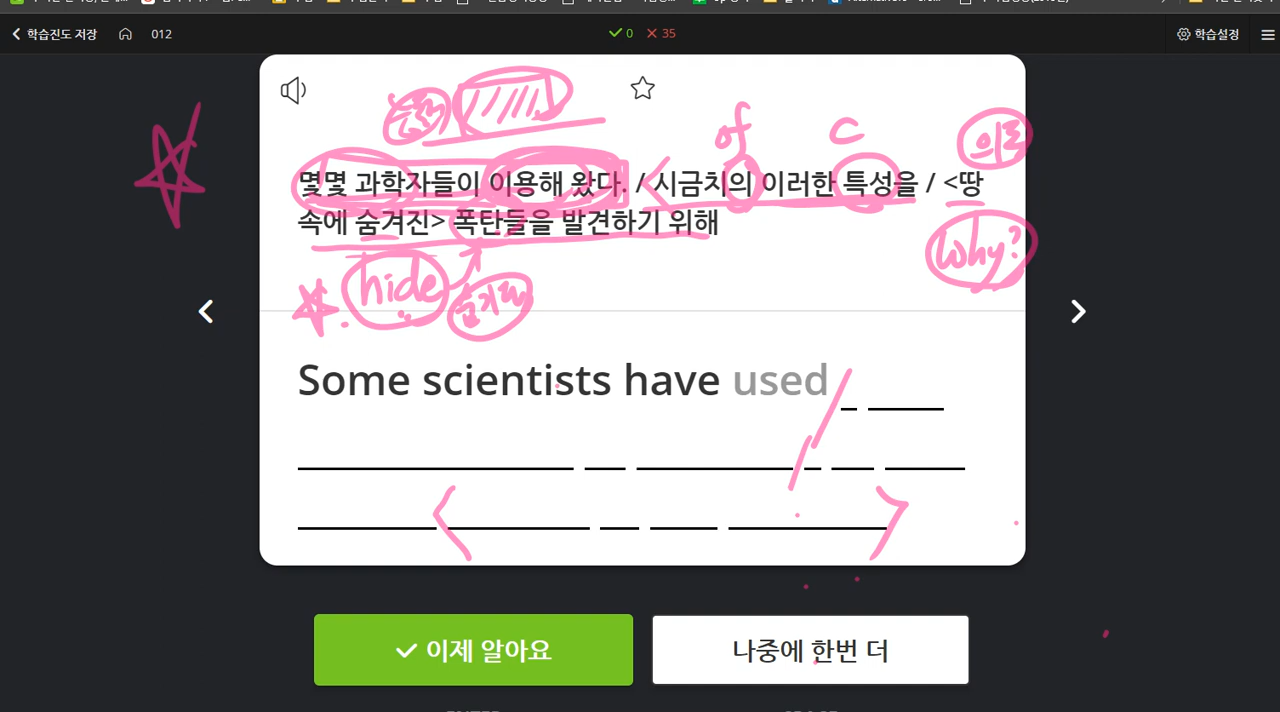 학습진도 저장 012 0 35 학습설정
의도
of C
몇몇 과학자들이 이용해 왔다. / 시금치의 이러한 특성을 / <땅
속에 숨겨진> 폭탄들을 발견하기 위해
why?
hide
Some scientists have used
이제 알아요 나중에 한번 더